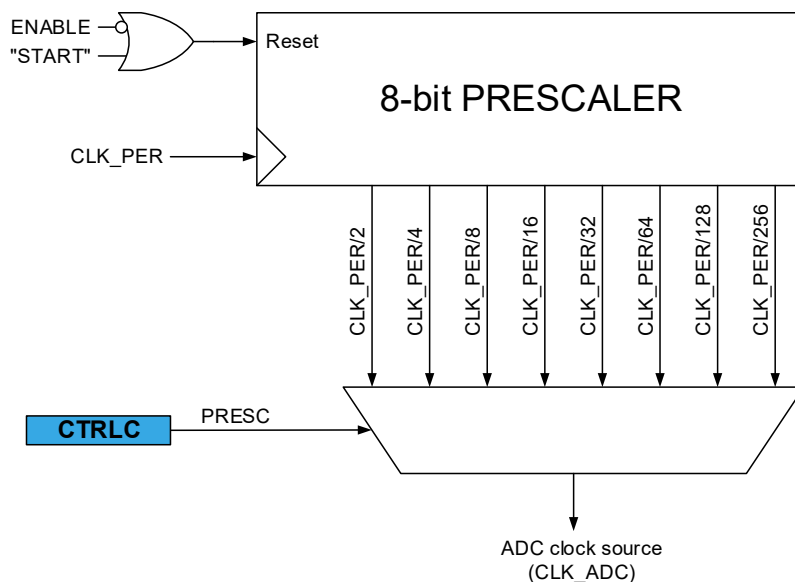 ENABLE
"START"
Reset
8-bit PRESCALER
CLK_PER
CLK_PER/2
CLK_PER/4
CLK_PER/8
CLK_PER/16
CLK_PER/32
CLK_PER/64
CLK_PER/128
CLK_PER/256
CTRLC
PRESC
ADC clock source
(CLK_ADC)